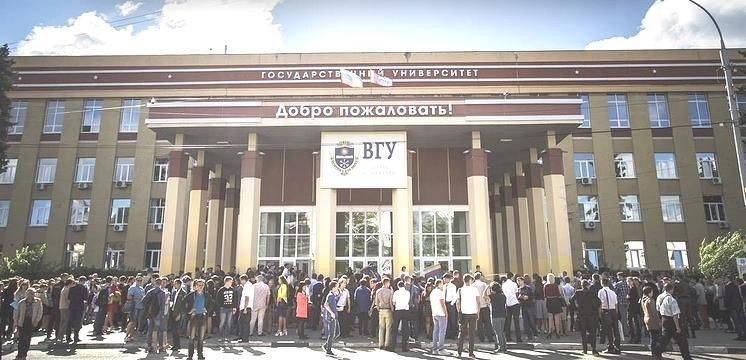 ГОСУДАРСТВЕННЫЙ УНИВЕРСИТЕТ
Добро пожаловать!
ВГУ